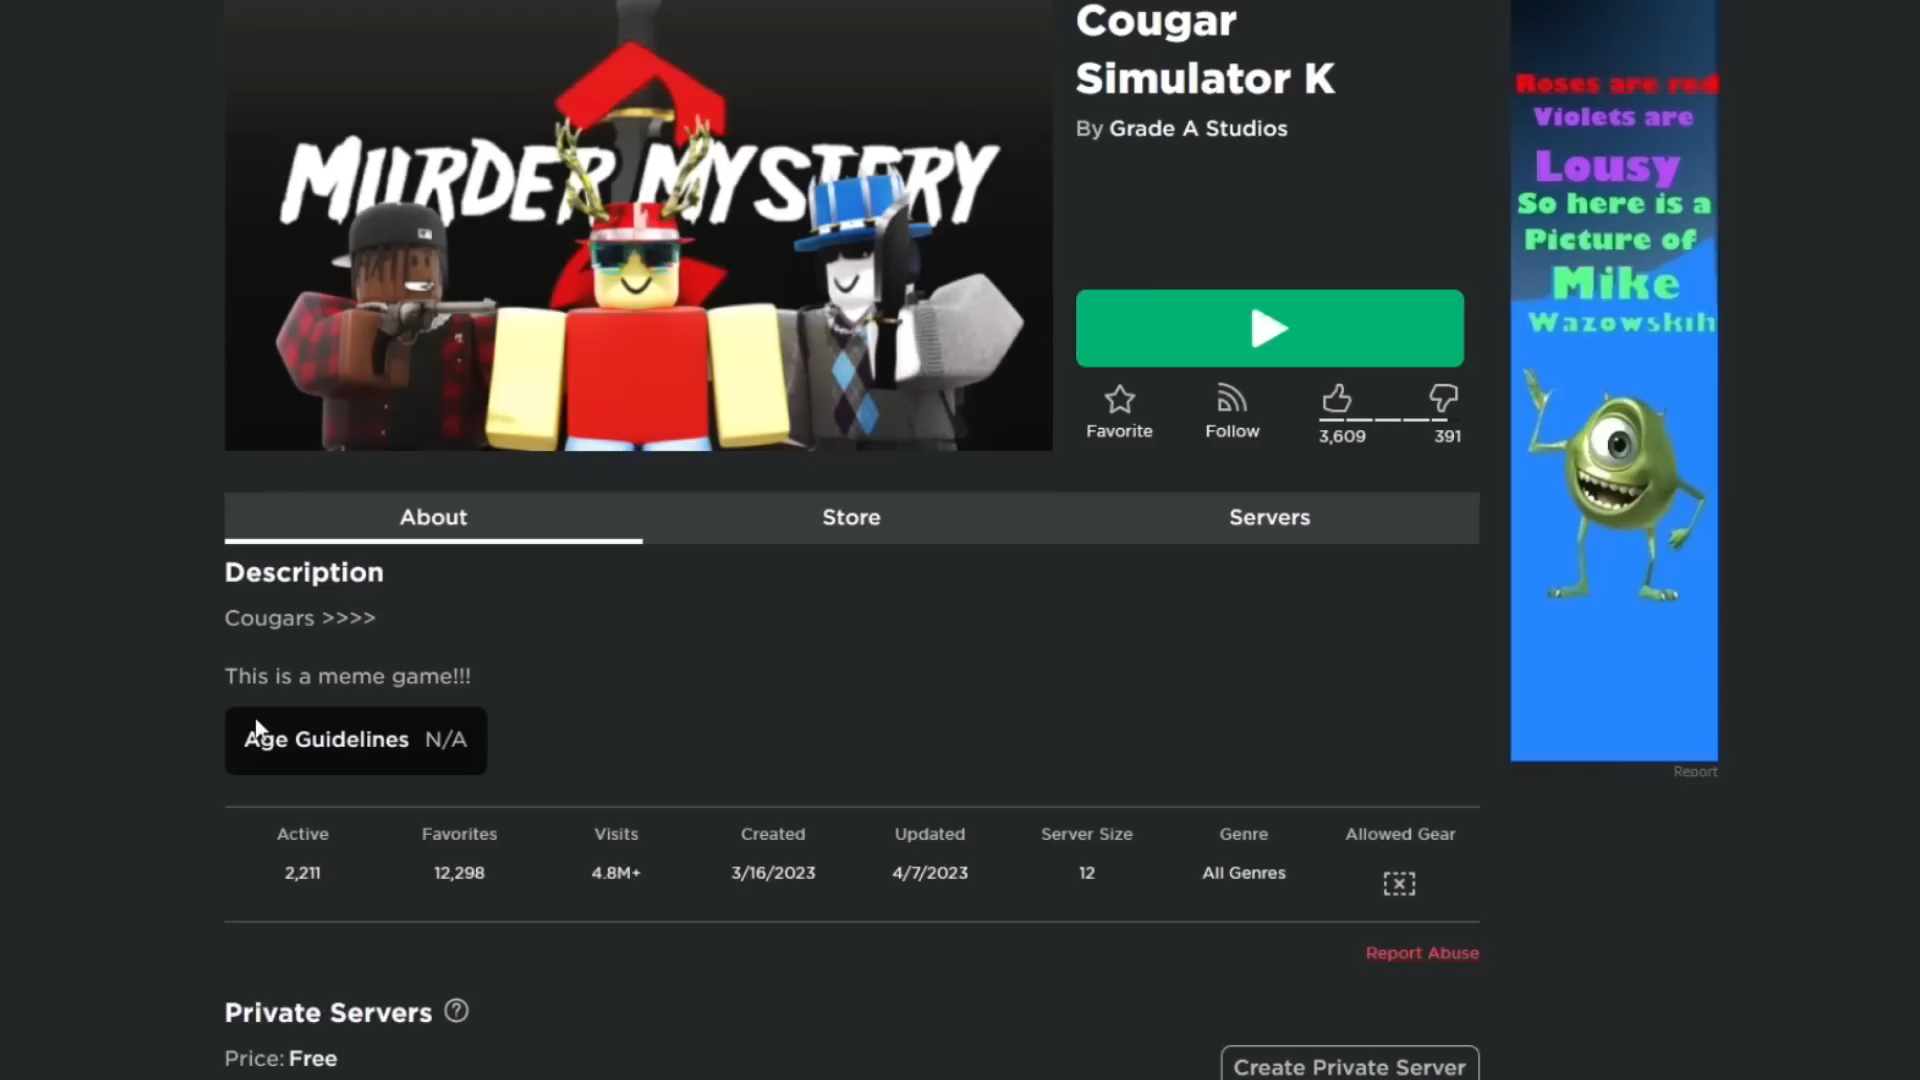 MURDER MYSTERY
Cougar
Simulator K
By Grade A Studios
Favorite
Follow
3,609
391
Roses are red
Violets are
Lousy
So here is a
Picture of
Mike
Wazowskih
Report
About
Store
Servers
Description
Cougars >>>>
This is a meme game!!!
Age Guidelines N/A
Active
Favorites
Visits
Created
Updated
Server Size
Genre
Allowed Gear
2,211
12,298
4.8M+
3/16/2023
4/7/2023
12
All Genres
Report Abuse
Private Servers
Price: Free
Create Private Server